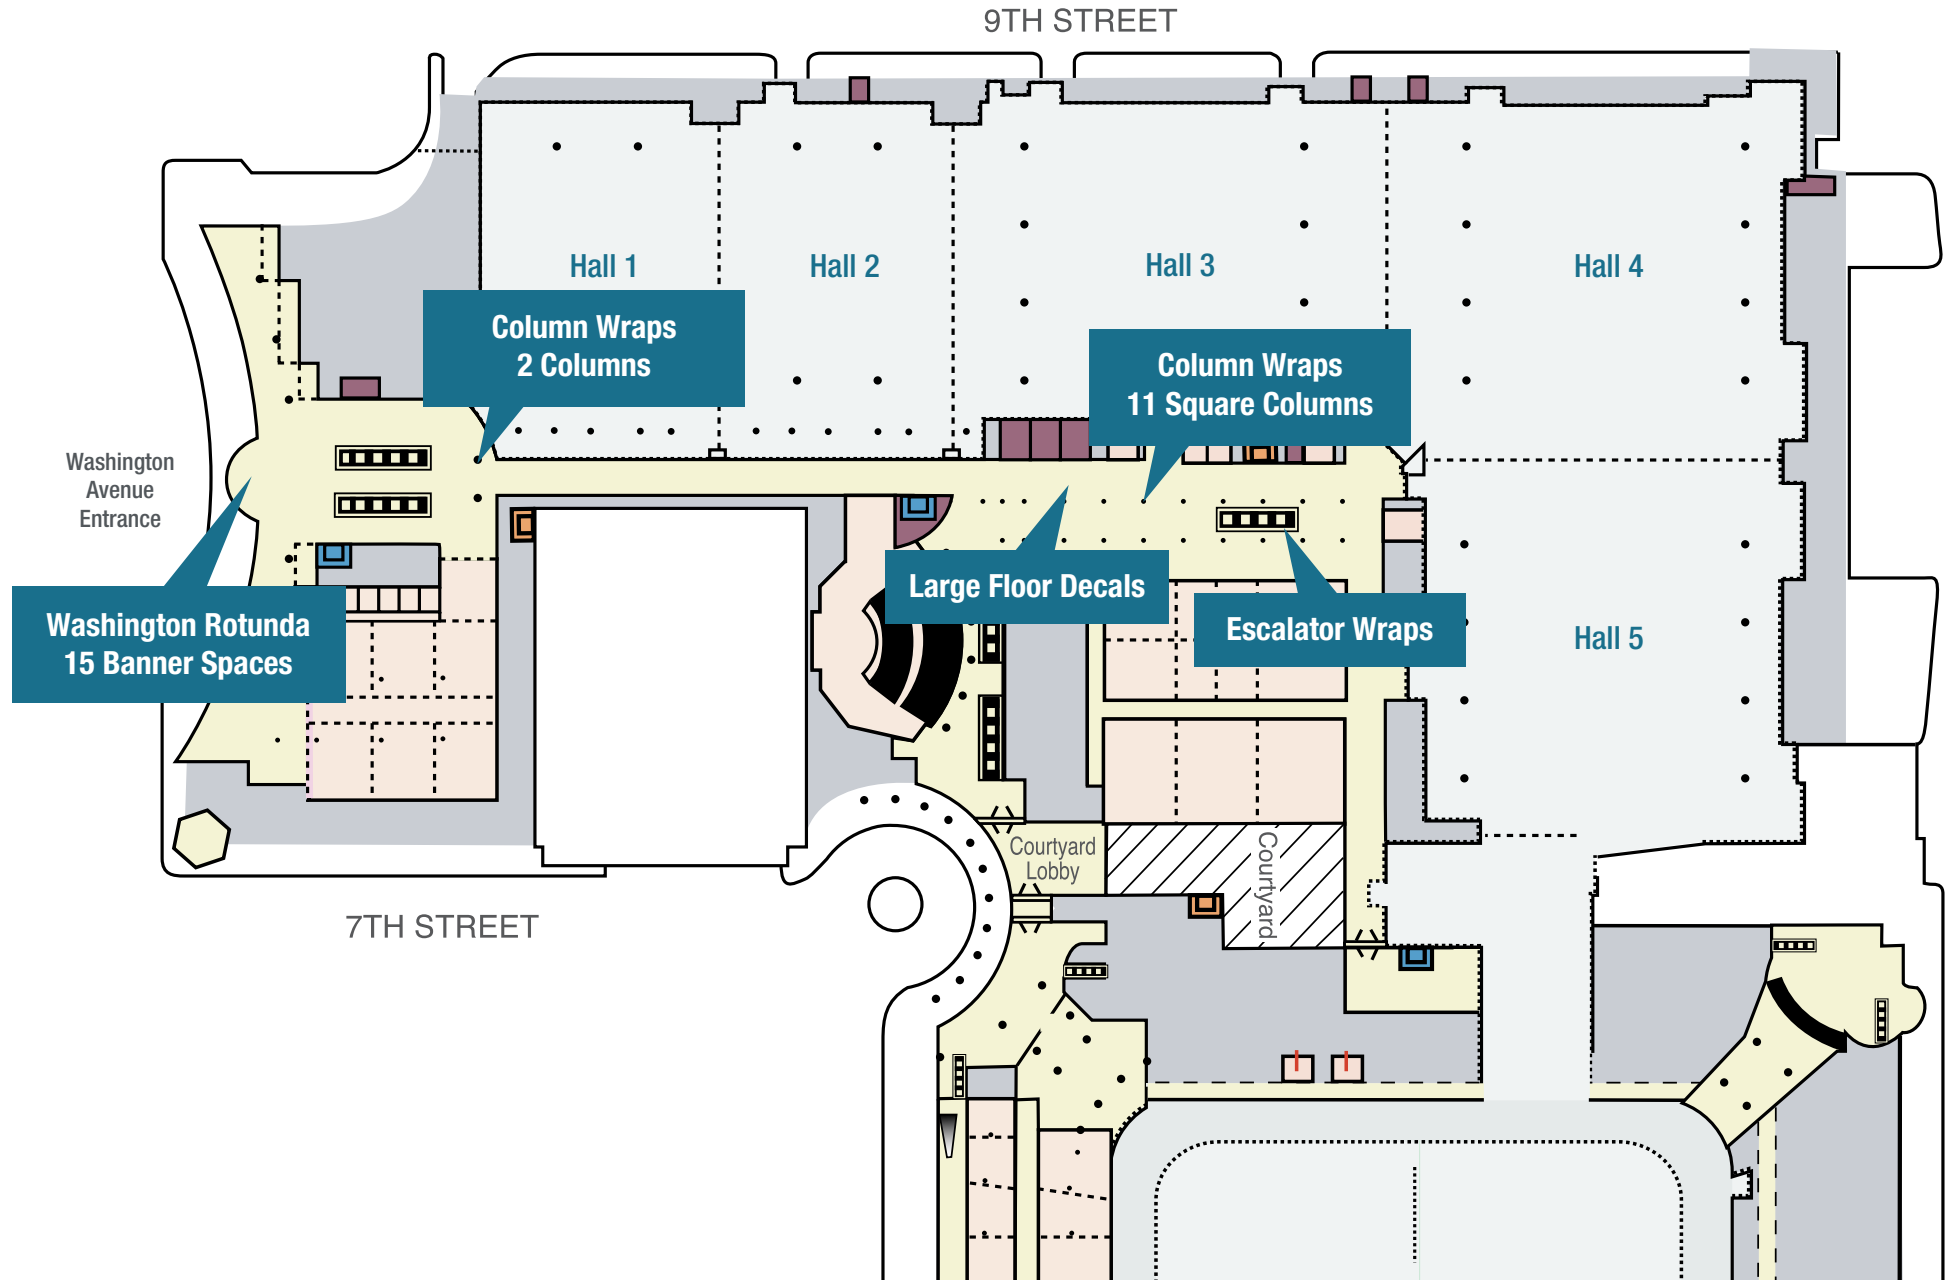 9TH STREET
Hall 1
Hall 2
Hall 3
Hall 4
Column Wraps
2 Columns
Column Wraps
11 Square Columns
Washington
Avenue
Entrance
Large Floor Decals
Washington Rotunda
15 Banner Spaces
Escalator Wraps
Hall 5
Courtyard
Lobby
Courtyard
7TH STREET